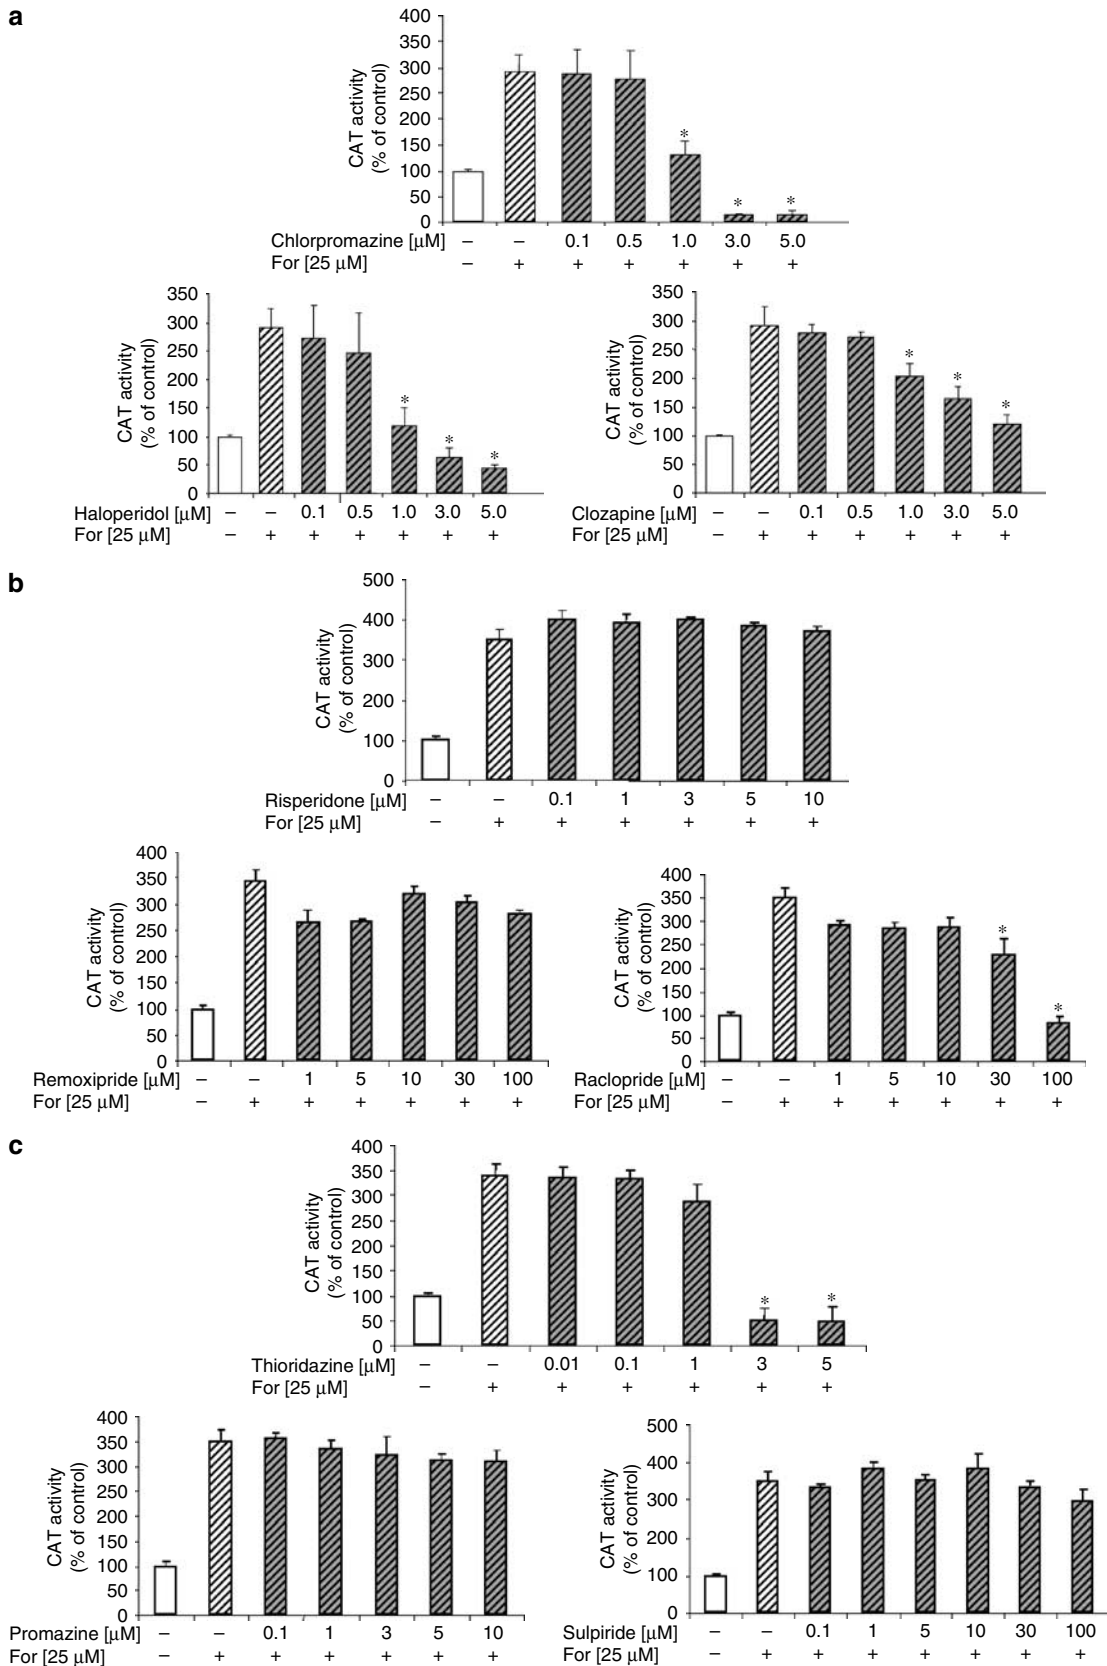 a
CAT activity
(% of control)
400
350
300
250
200
150
100
50
0
* * *
Chlorpromazine [µM] – – 0.1 0.5 1.0 3.0 5.0
For [25 µM] – + + + + + +
CAT activity
(% of control)
350
300
250
200
150
100
50
0
* * *
Haloperidol [µM] – – 0.1 0.5 1.0 3.0 5.0
For [25 µM] – + + + + + +
CAT activity
(% of control)
350
300
250
200
150
100
50
0
* * *
Clozapine [µM] – – 0.1 0.5 1.0 3.0 5.0
For [25 µM] – + + + + + +
b
CAT activity
(% of control)
500
400
300
200
100
0
Risperidone [µM] – – 0.1 1 3 5 10
For [25 µM] – + + + + + +
CAT activity
(% of control)
400
350
300
250
200
150
100
50
0
Remoxipride [µM] – – 1 5 10 30 100
For [25 µM] – + + + + + +
CAT activity
(% of control)
400
350
300
250
200
150
100
50
0
* *
Raclopride [µM] – – 1 5 10 30 100
For [25 µM] – + + + + + +
c
CAT activity
(% of control)
400
350
300
250
200
150
100
50
0
* *
Thioridazine [µM] – – 0.01 0.1 1 3 5
For [25 µM] – + + + + + +
CAT activity
(% of control)
400
350
300
250
200
150
100
50
0
Promazine [µM] – – 0.1 1 3 5 10
For [25 µM] – + + + + + +
CAT activity
(% of control)
500
400
300
200
100
0
Sulpiride [µM] – – 0.1 1 5 10 30 100
For [25 µM] – + + + + + + +